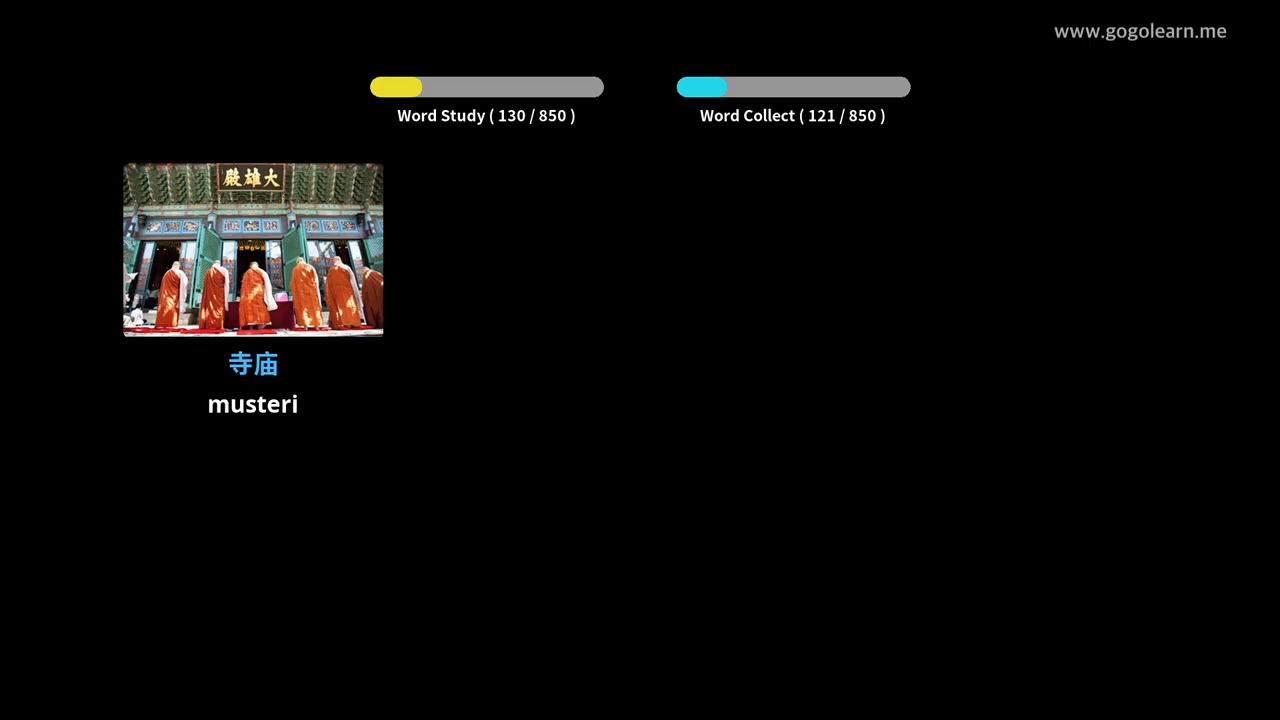 www.gogolearn.me
Word Study ( 130 / 850 )
Word Collect ( 121 / 850 )
殿雄大
寺庙
musteri